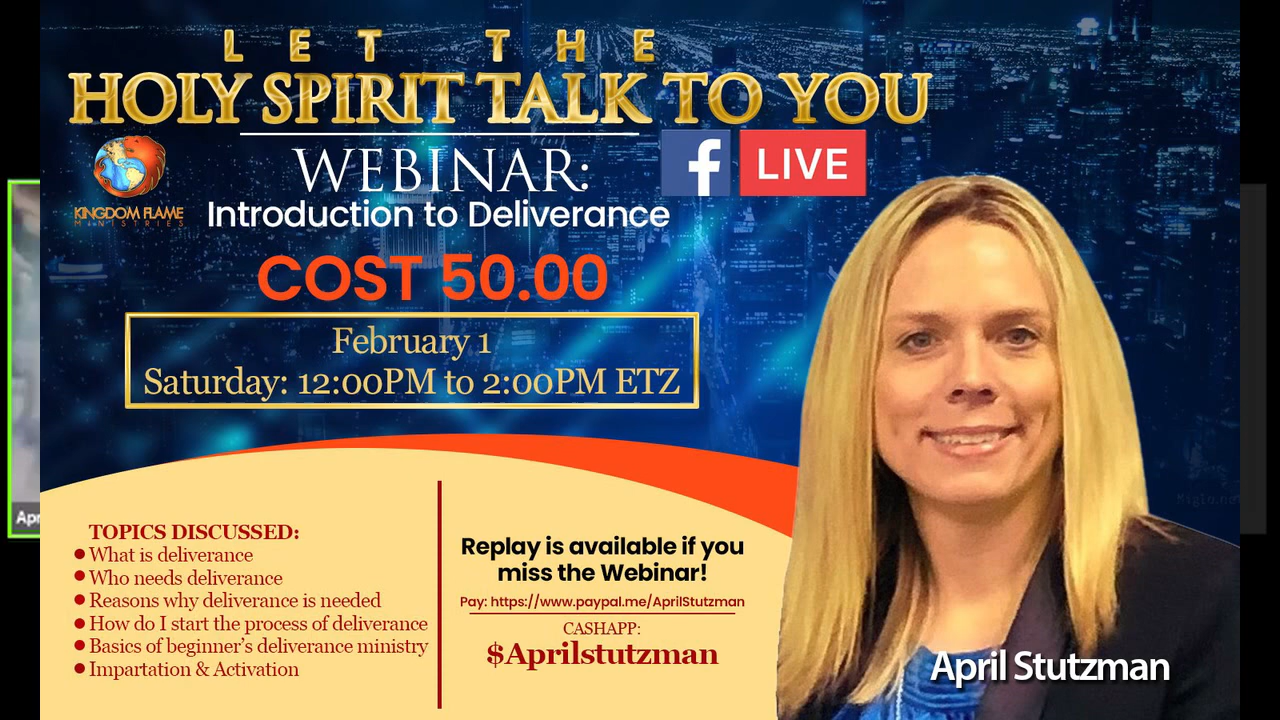 LET THE
HOLY SPIRIT TALK TO YOU
WEBINAR:
f LIVE
KINGDOM FLAME
MINISTRIES
Introduction to Deliverance
COST 50.00
February 1
Saturday: 12:00PM to 2:00PM ETZ
TOPICS DISCUSSED:
• What is deliverance
• Who needs deliverance
• Reasons why deliverance is needed
• How do I start the process of deliverance
• Basics of beginner's deliverance ministry
• Impartation & Activation
Replay is available if you
miss the Webinar!
Pay: https://www.paypal.me/AprilStutzman
CASHAPP:
$Aprilstutzman
April Stutzman
Apr